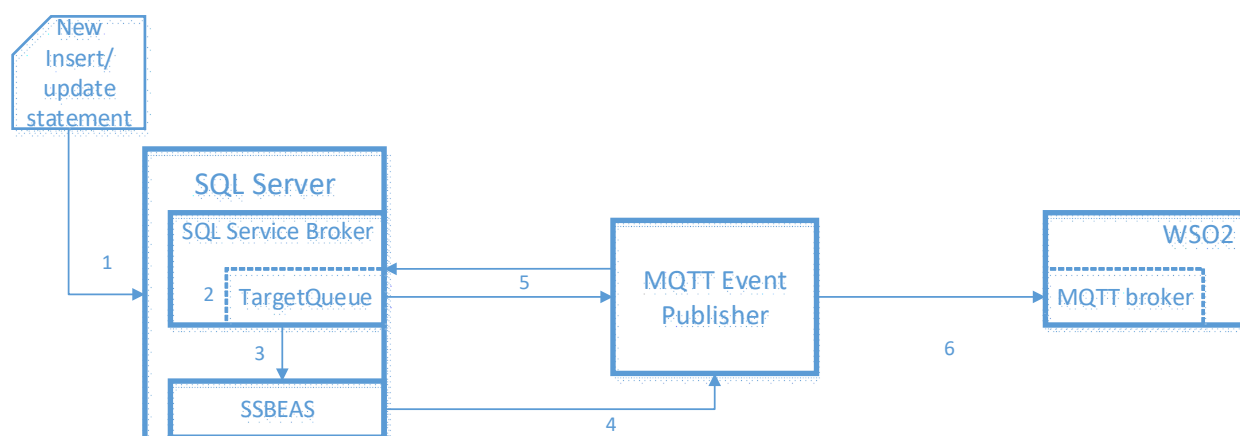 New
Insert/
update
statement
SQL Server
SQL Service Broker
WSO2
1
2
TargetQueue
5
MQTT Event
Publisher
MQTT broker
3
6
SSBEAS
4